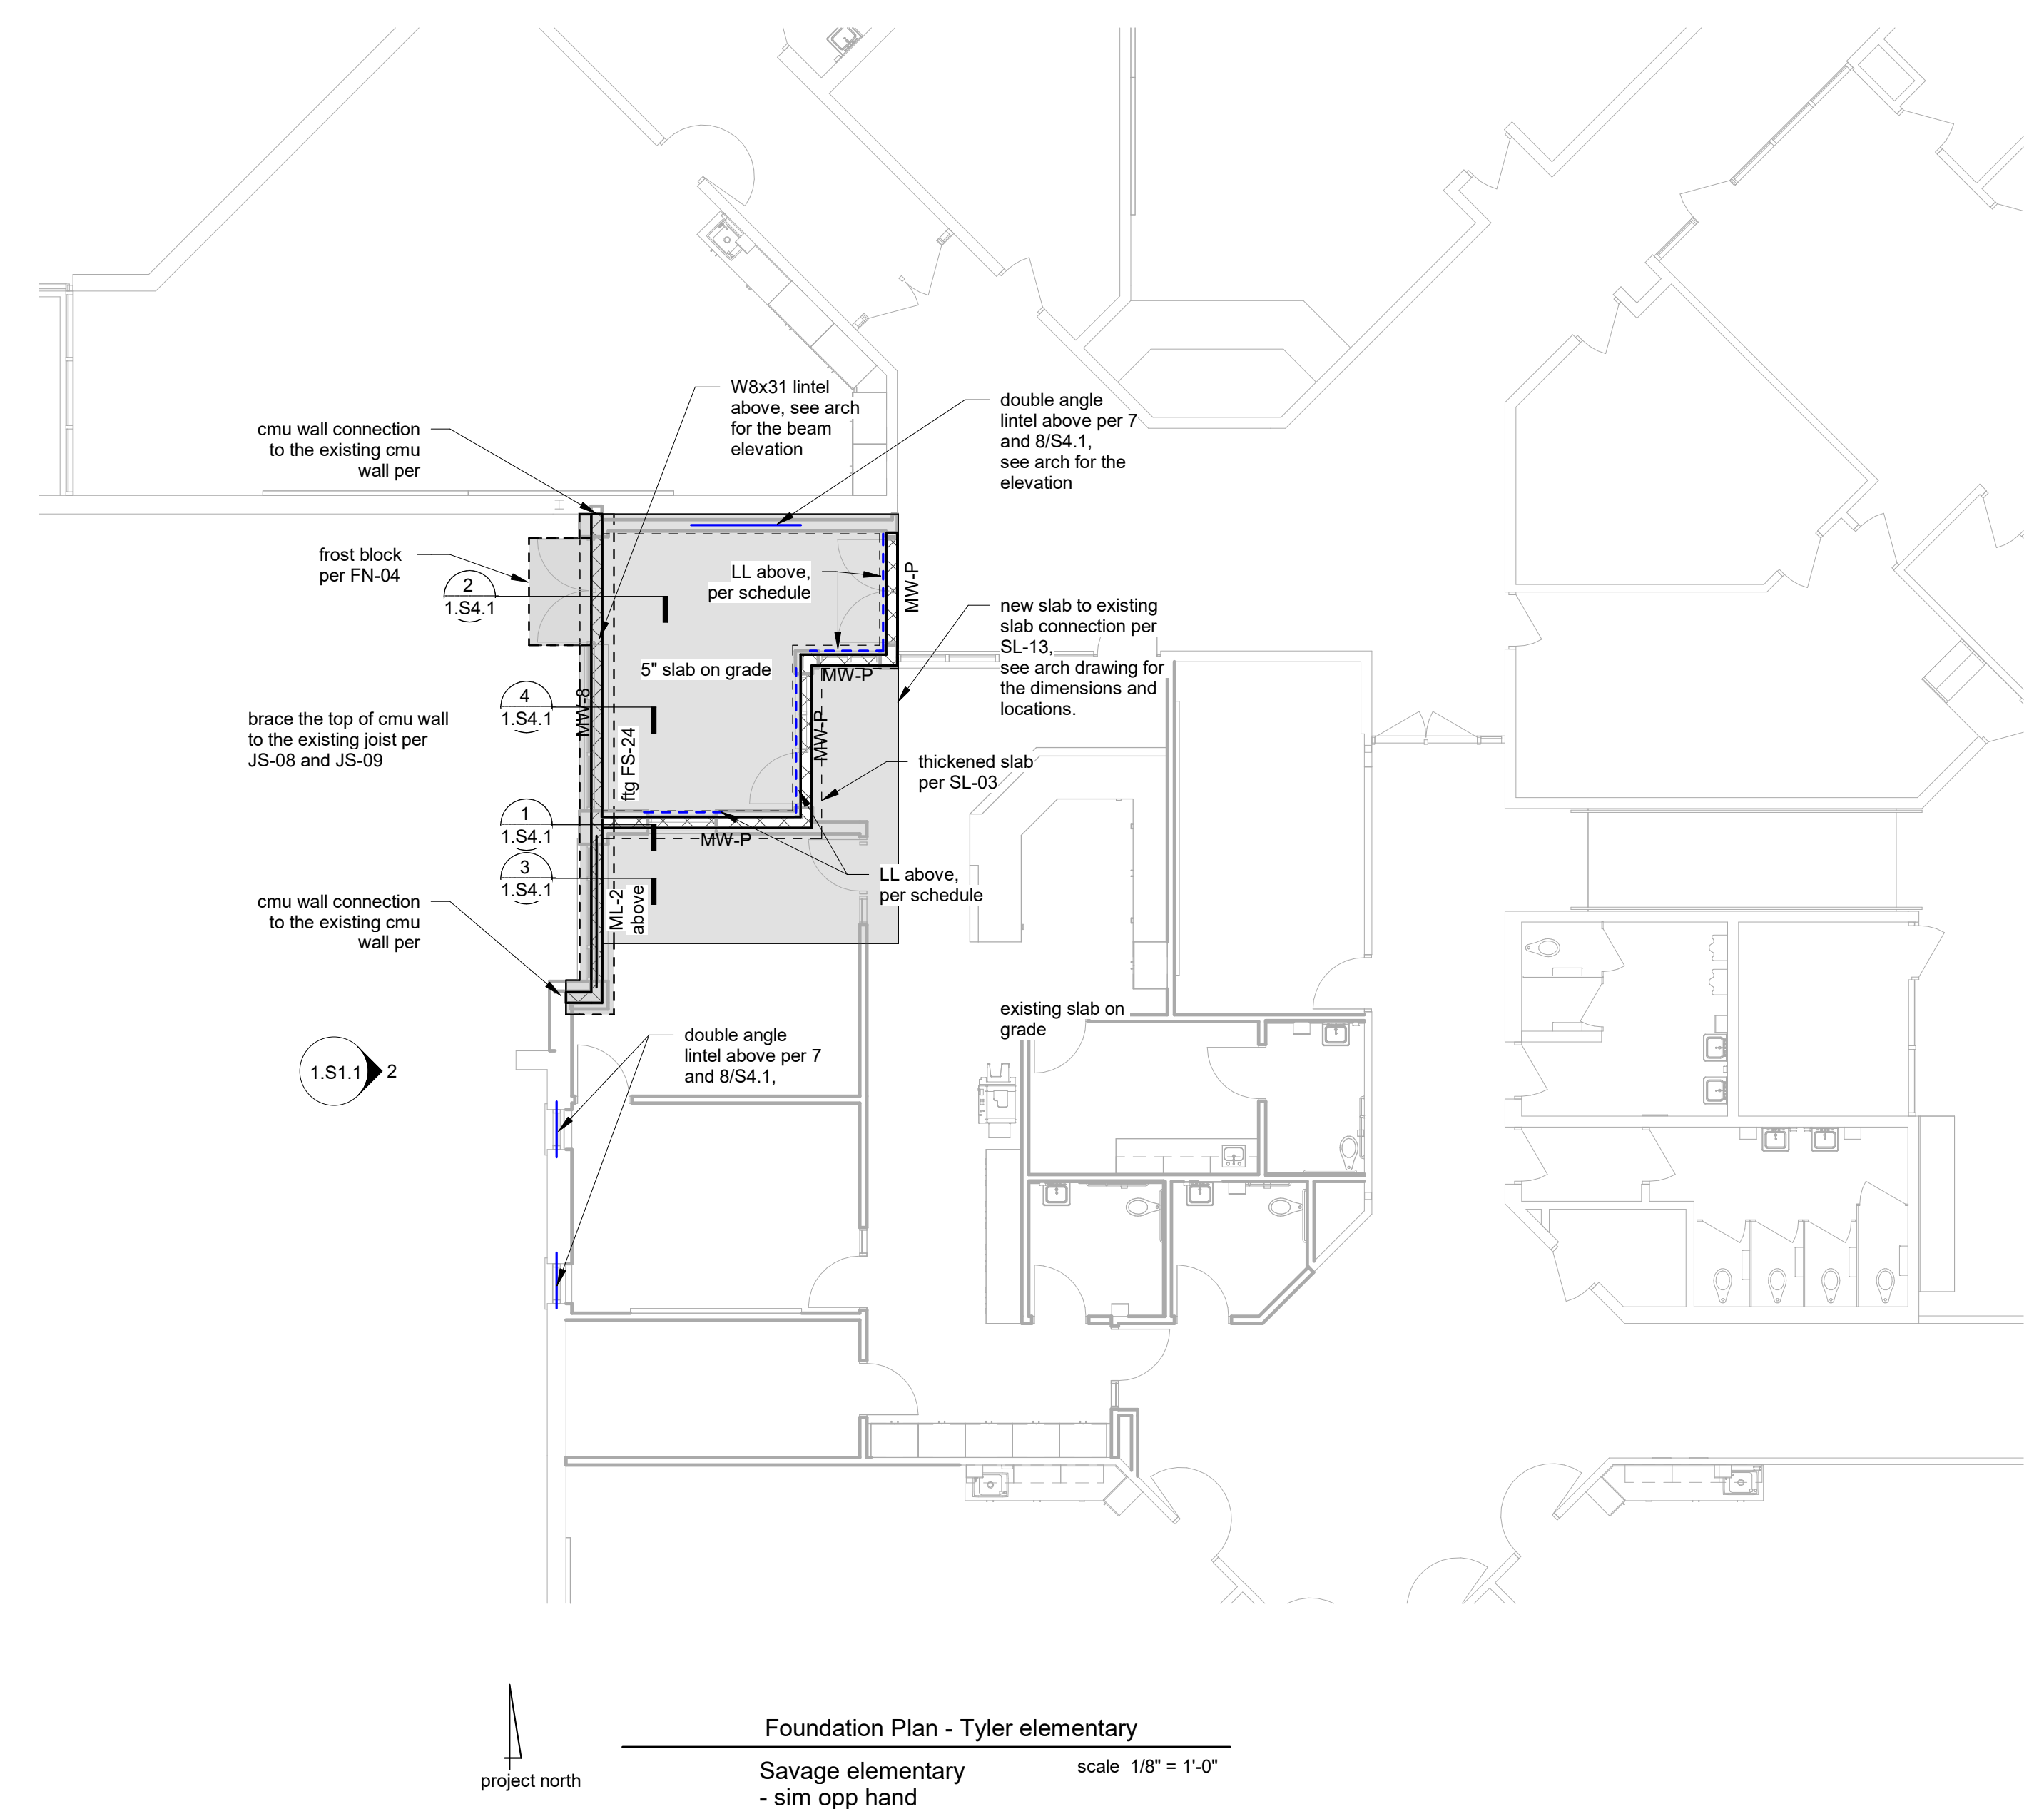 W8x31 lintel
above, see arch
for the beam
elevation
double angle
lintel above per 7
and 8/S4.1,
see arch for the
elevation
cmu wall connection
to the existing cmu
wall per
frost block
per FN-04
2
1.S4.1
LL above,
per schedule
MW-P
new slab to existing
slab connection per
SL-13,
see arch drawing for
the dimensions and
locations.
5" slab on grade
MW-P
4
1.S4.1
MW-8
brace the top of cmu wall
to the existing joist per
JS-08 and JS-09
ftg FS-24
MW-P
thickened slab
per SL-03
1
1.S4.1
MW-P
3
1.S4.1
ML-2
above
LL above,
per schedule
cmu wall connection
to the existing cmu
wall per
existing slab on
grade
double angle
lintel above per 7
and 8/S4.1,
1.S1.1
2
Foundation Plan - Tyler elementary
Savage elementary
- sim opp hand
scale 1/8" = 1'-0"
project north